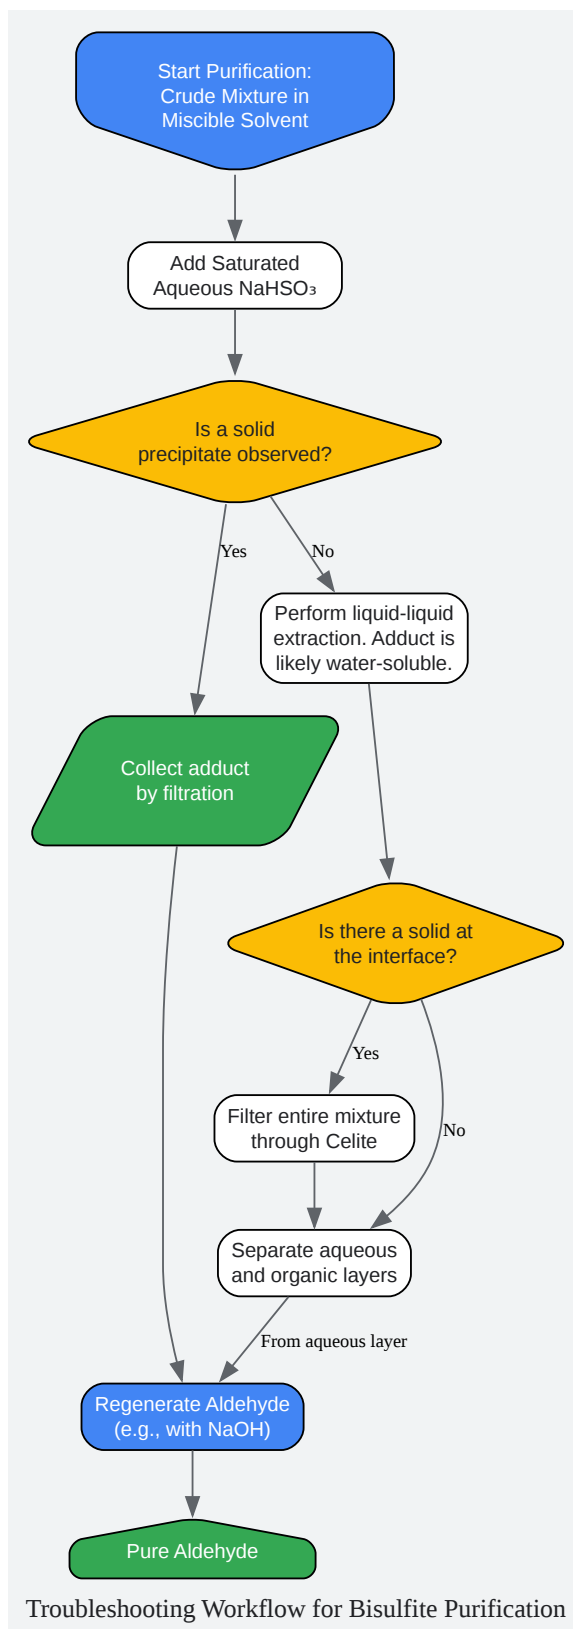 Start Purification:
Crude Mixture in
Miscible Solvent
Add Saturated
Aqueous NaHSO₃
Is a solid
precipitate observed?
Yes
No
Perform liquid-liquid
extraction. Adduct is
likely water-soluble.
Collect adduct
by filtration
Is there a solid at
the interface?
Yes
Filter entire mixture
through Celite
No
Separate aqueous
and organic layers
From aqueous layer
Regenerate Aldehyde
(e.g., with NaOH)
Pure Aldehyde
Troubleshooting Workflow for Bisulfite Purification